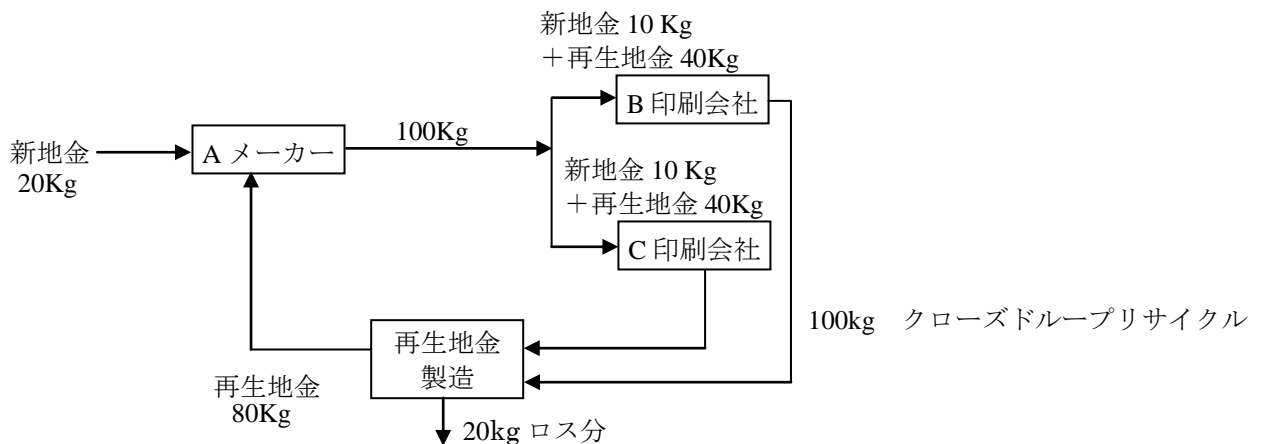 新地金 10 Kg
＋再生地金 40Kg
B 印刷会社
新地金
20Kg
A メーカー
100Kg
新地金 10 Kg
＋再生地金 40Kg
C 印刷会社
100kg　クローズドループリサイクル
再生地金
製造
再生地金
80Kg
20kg ロス分